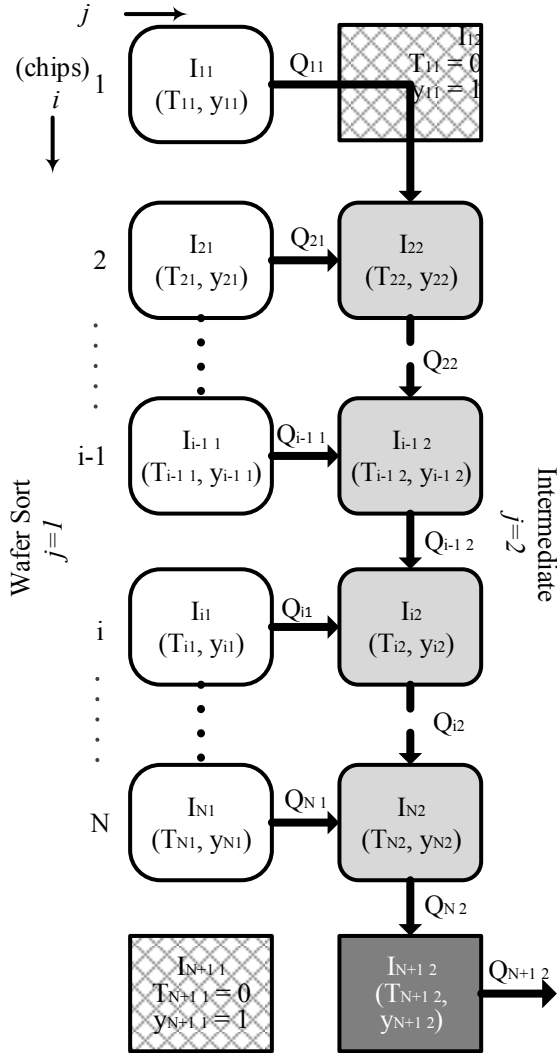 j
(chips)
i
1
I11
(T11, y11)
Q11
I12
T11 = 0
y11 = 1
2
I21
(T21, y21)
Q21
I22
(T22, y22)
Q22
i-1
Ii-1 1
(Ti-1 1, yi-1 1)
Qi-1 1
Ii-1 2
(Ti-1 2, yi-1 2)
Qi-1 2
Wafer Sort
j=1
Intermediate
j=2
i
Ii1
(Ti1, yi1)
Qi1
Ii2
(Ti2, yi2)
Qi2
N
IN1
(TN1, yN1)
QN 1
IN2
(TN2, yN2)
QN 2
IN+1 1
TN+1 1 = 0
yN+1 1 = 1
IN+1 2
(TN+1 2,
yN+1 2)
QN+1 2